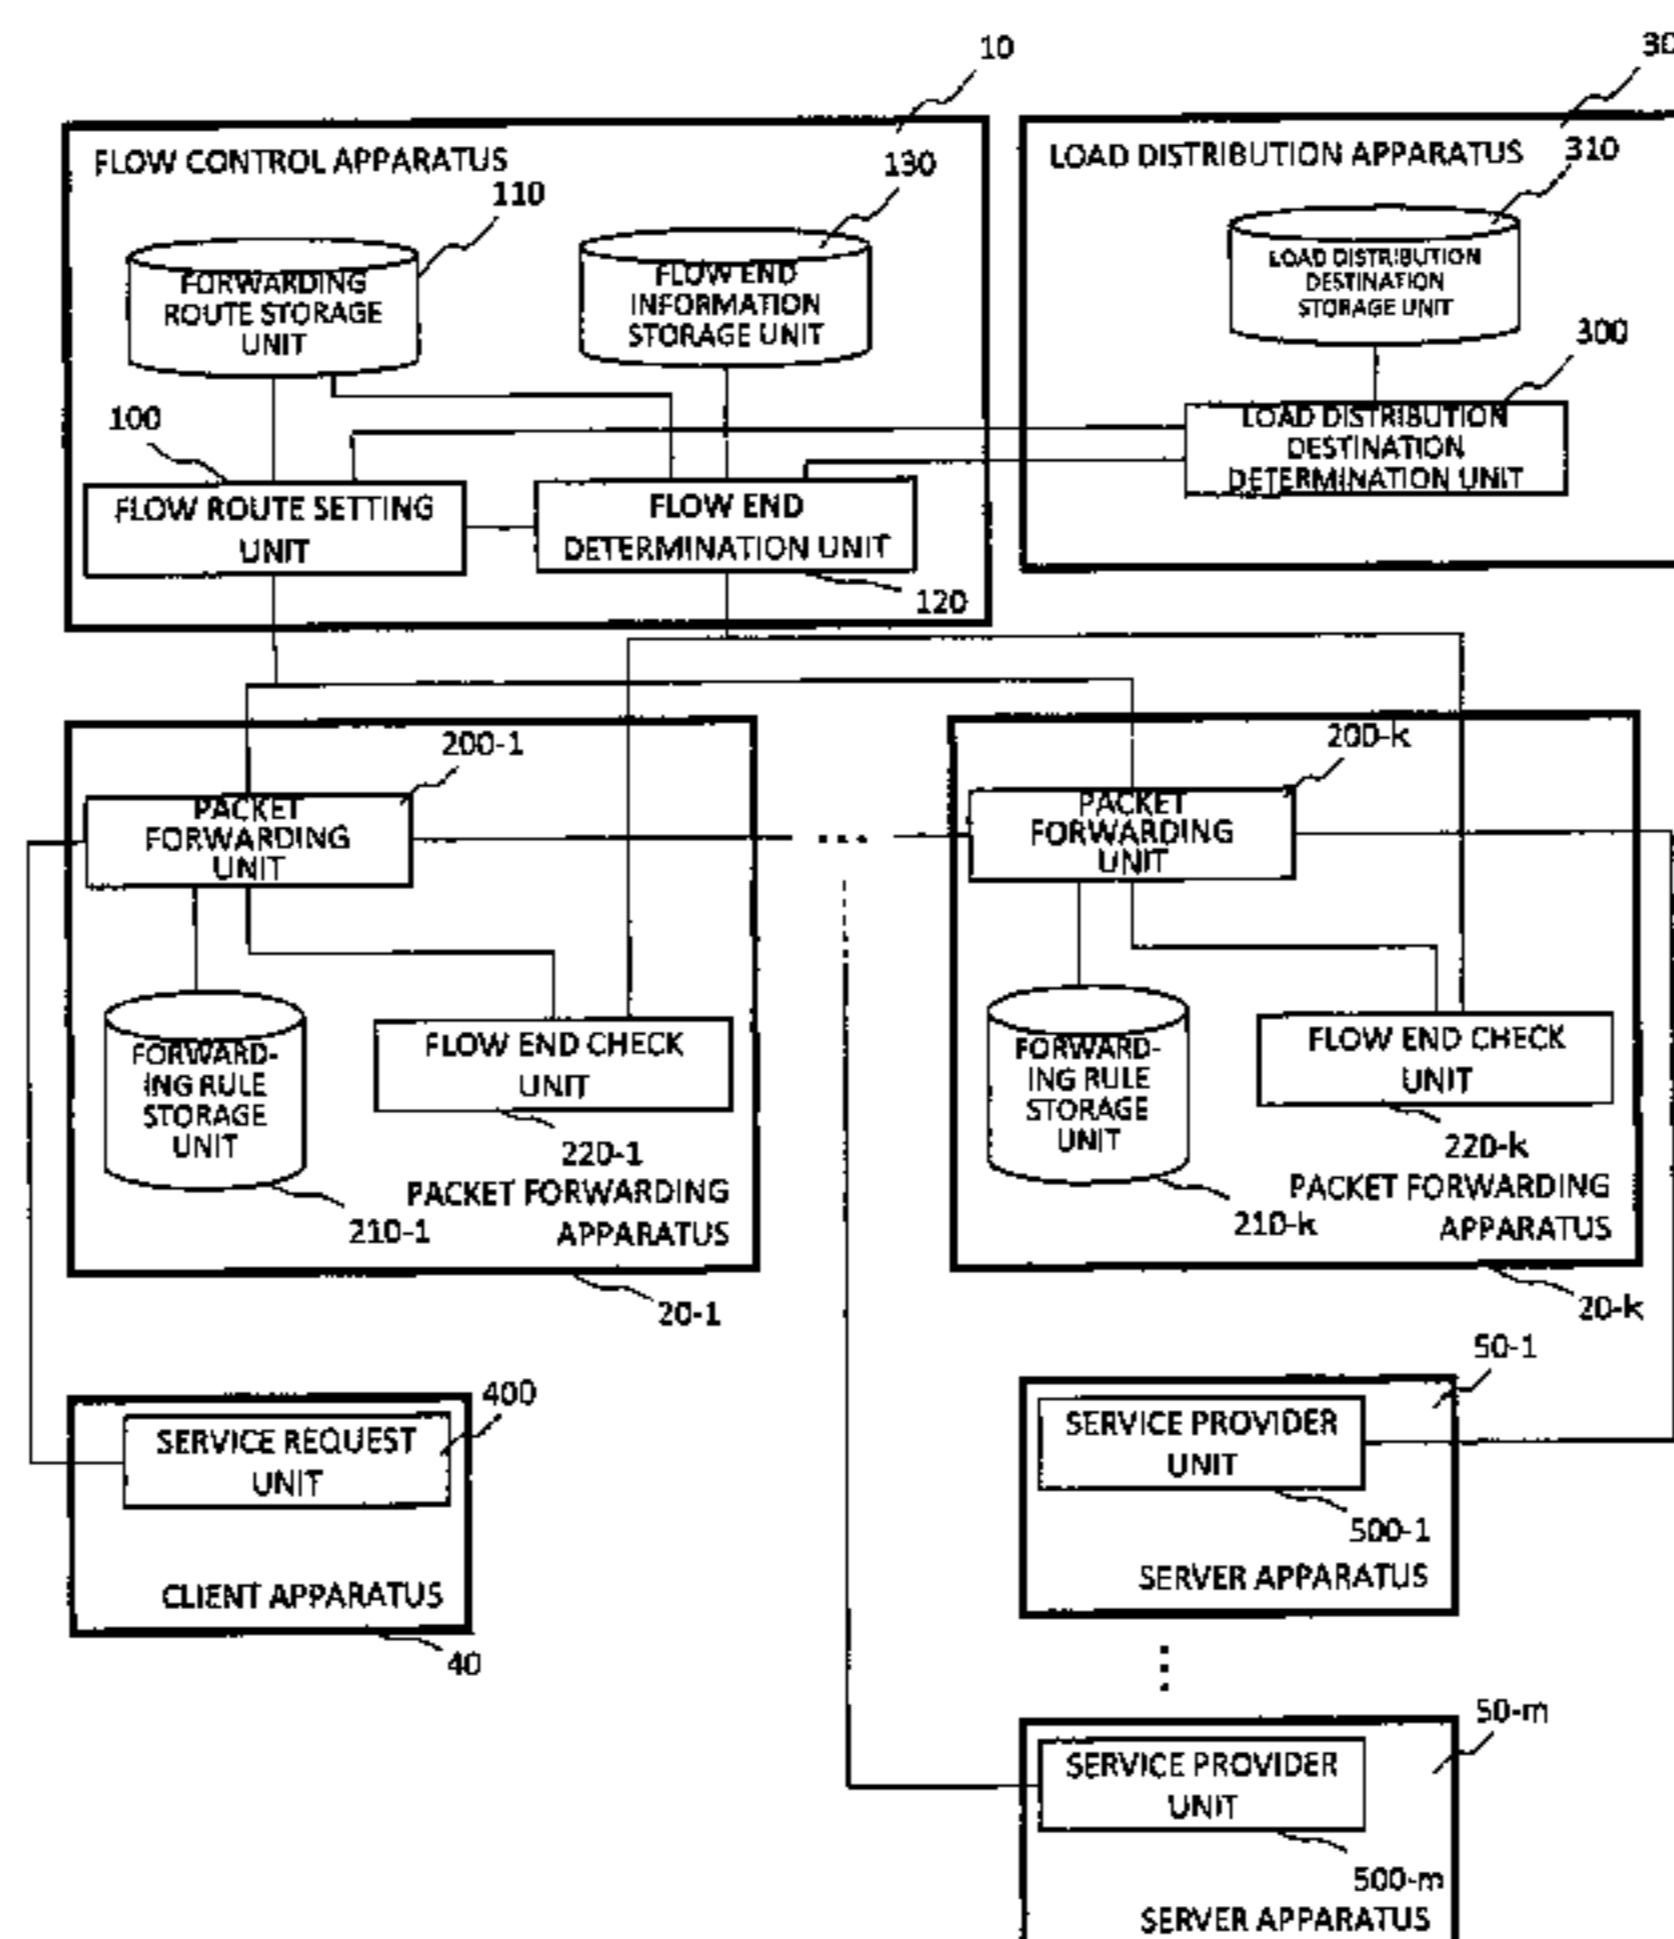 10
30
FLOW CONTROL APPARATUS
130
LOAD DISTRIBUTION APPARATUS
310
110
FORWARDING
ROUTE STORAGE
UNIT
FLOW END
INFORMATION
STORAGE UNIT
LOAD DISTRIBUTION
DESTINATION
STORAGE UNIT
300
100
LOAD DISTRIBUTION
DESTINATION
DETERMINATION UNIT
FLOW ROUTE SETTING
UNIT
FLOW END
DETERMINATION UNIT
120
200-1
200-k
PACKET
FORWARDING
UNIT
...
PACKET
FORWARDING
UNIT
FORWARD-
ING RULE
STORAGE
UNIT
FLOW END CHECK
UNIT
220-1
210-1
PACKET FORWARDING
APPARATUS
20-1
FORWARD-
ING RULE
STORAGE
UNIT
FLOW END CHECK
UNIT
220-k
210-k
PACKET FORWARDING
APPARATUS
20-k
50-1
400
SERVICE REQUEST
UNIT
CLIENT APPARATUS
40
SERVICE PROVIDER
UNIT
500-1
SERVER APPARATUS
50-m
SERVICE PROVIDER
UNIT
500-m
SERVER APPARATUS